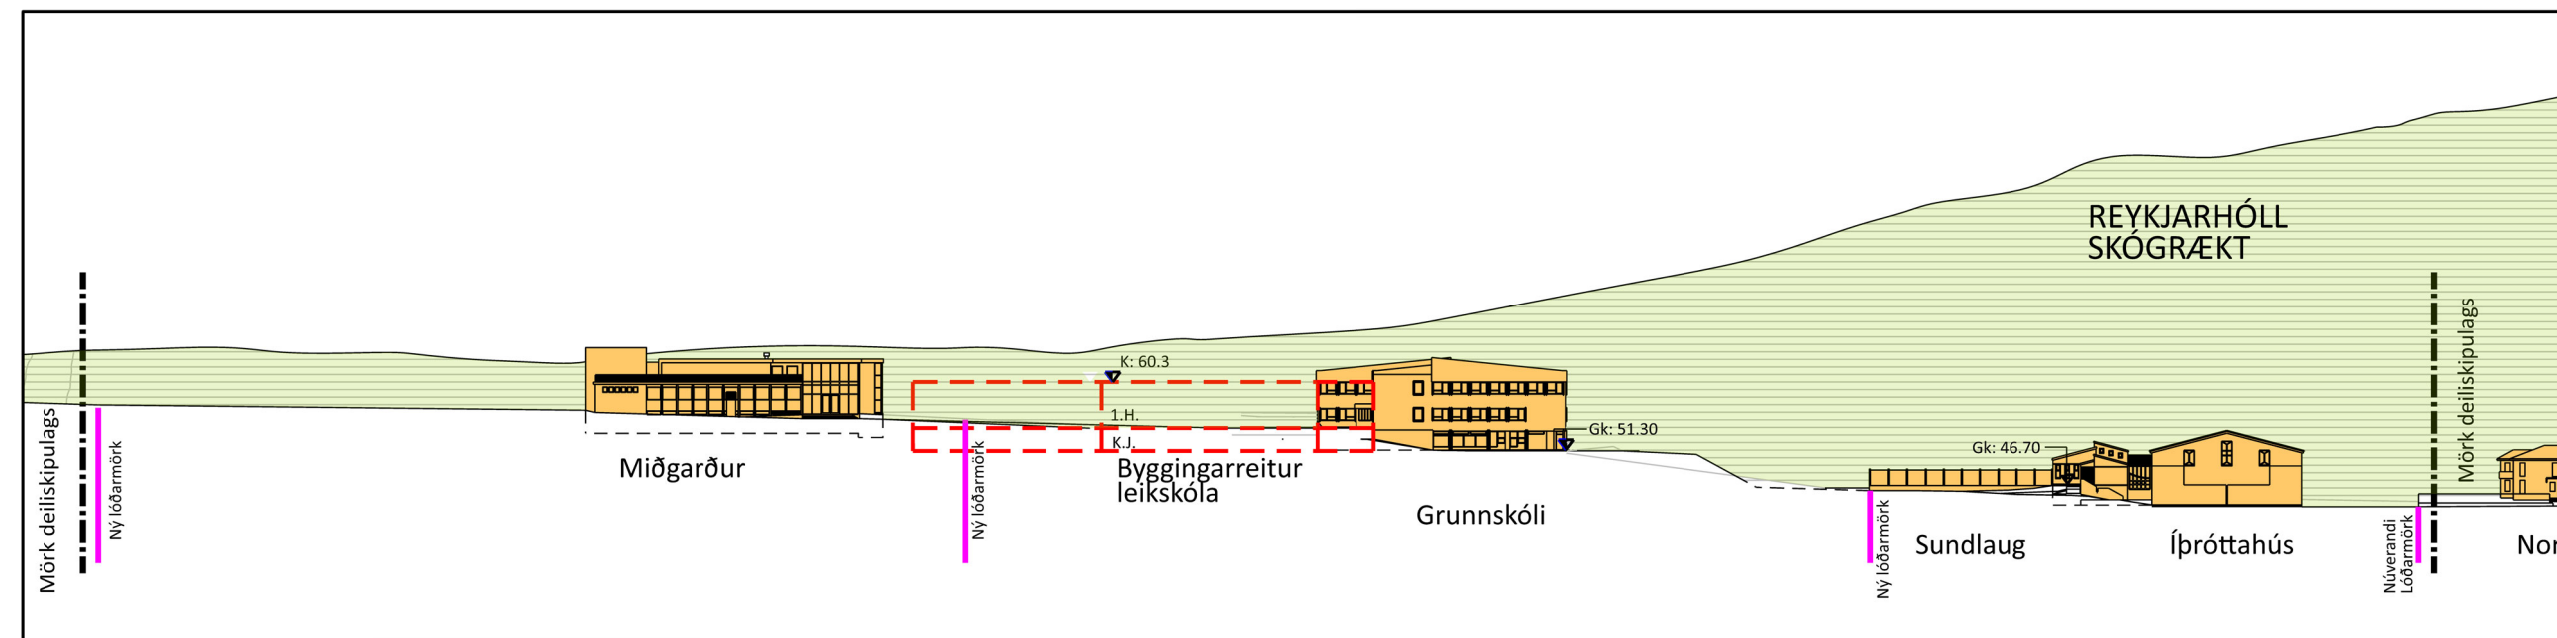 REYKJARHÓLL
SKÓGRÆKT
K: 60.3
1.H.
K.J.
Gk: 51.30
Gk: 46.70
Mörk deiliskipulags
Ný lóðarmörk
Miðgarður
Ný lóðarmörk
Byggingarreitur
leikskóla
Grunnskóli
Ný lóðarmörk
Sundlaug
Íþróttahús
Núverandi
Lóðarmörk
Mörk deiliskipulags
Nor